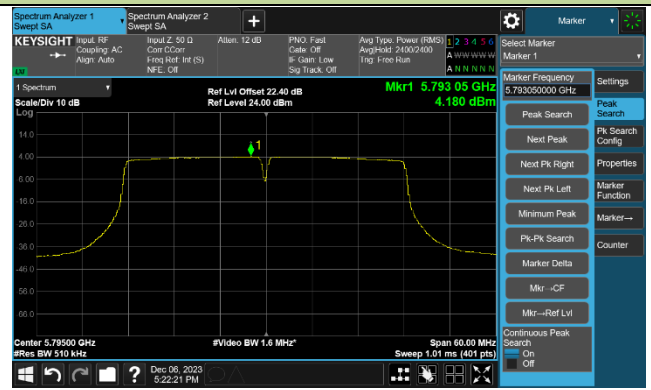 Spectrum Analyzer 1
Swept SA
Spectrum Analyzer 2
Swept SA
+
Marker
KEYSIGHT
Input: RF
Coupling: AC
Align: Auto
Input Z: 50 Ω
Corr CCorr
Freq Ref: Int (S)
NFE: Off
Atten: 12 dB
PNO: Fast
Gate: Off
IF Gain: Low
Sig Track: Off
Avg Type: Power (RMS)
Avg|Hold: 2400/2400
Trig: Free Run
1 2 3 4 5 6
A W W W W W
A N N N N N
LXI
Select Marker
Marker 1
1 Spectrum
Scale/Div 10 dB
Log
Ref Lvl Offset 22.40 dB
Ref Level 24.00 dBm
Mkr1 5.793 05 GHz
4.180 dBm
14.0
4.00
-6.00
-16.0
-26.0
-36.0
-46.0
-56.0
-66.0
1
Center 5.79500 GHz
#Res BW 510 kHz
#Video BW 1.6 MHz*
Span 60.00 MHz
Sweep 1.01 ms (401 pts)
Marker Frequency
5.793050000 GHz
Peak Search
Next Peak
Next Pk Right
Next Pk Left
Minimum Peak
Pk-Pk Search
Marker Delta
Mkr→CF
Mkr→Ref Lvl
Continuous Peak
Search
On
Off
Settings
Peak
Search
Pk Search
Config
Properties
Marker
Function
Marker→
Counter
?
Dec 06, 2023
5:22:21 PM